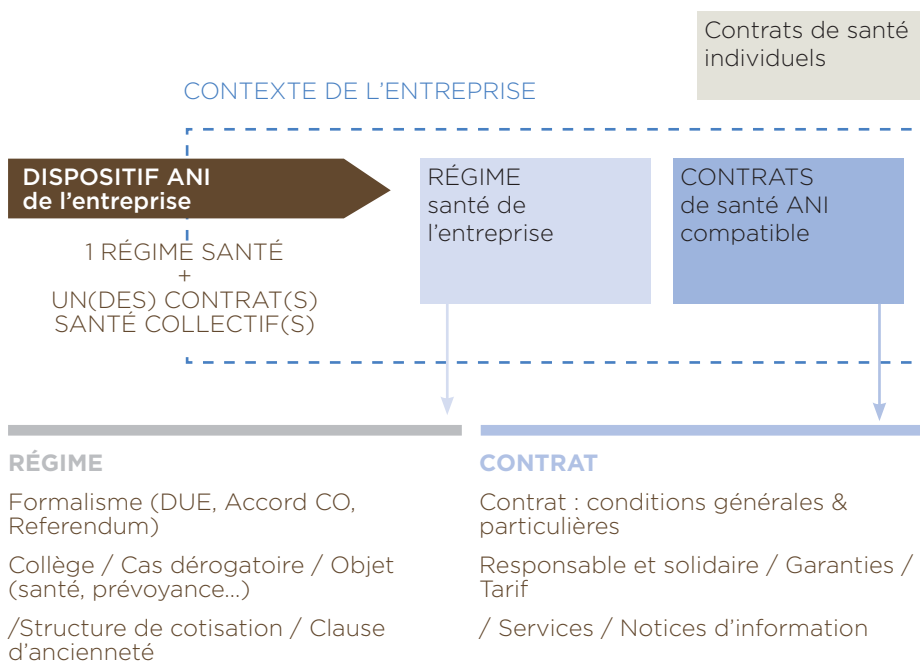 Contrats de santé
individuels
CONTEXTE DE L’ENTREPRISE
DISPOSITIF ANI
de l’entreprise
1 RÉGIME SANTÉ
+
UN(DES) CONTRAT(S)
SANTÉ COLLECTIF(S)
RÉGIME
santé de
l’entreprise
CONTRATS
de santé ANI
compatible
RÉGIME
Formalisme (DUE, Accord CO,
Referendum)
Collège / Cas dérogatoire / Objet
(santé, prévoyance...)
/Structure de cotisation / Clause
d’ancienneté
CONTRAT
Contrat : conditions générales &
particulières
Responsable et solidaire / Garanties /
Tarif
/ Services / Notices d’information